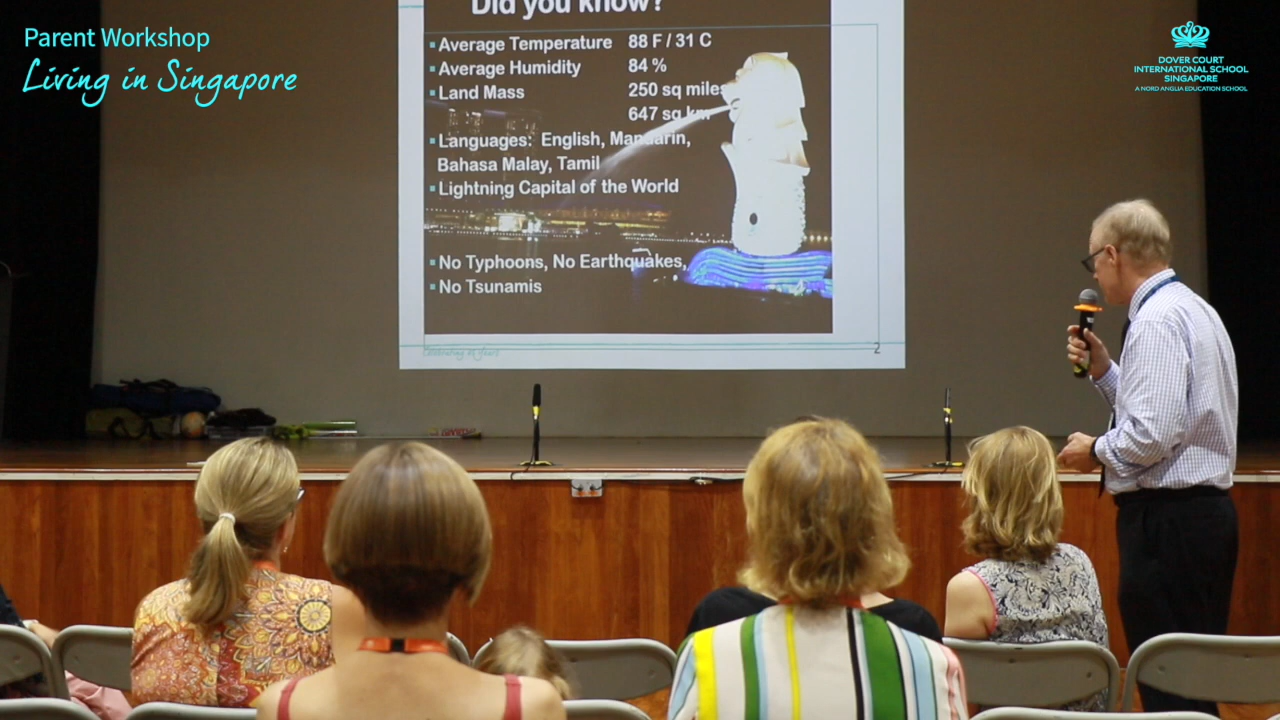 Parent Workshop
Living in Singapore
DOVER COURT
INTERNATIONAL SCHOOL
SINGAPORE
A NORD ANGLIA EDUCATION SCHOOL
Did you know?
▪ Average Temperature 88 F / 31 C
▪ Average Humidity 84 %
▪ Land Mass 250 sq miles
647 sq km
▪ Languages: English, Mandarin,
Bahasa Malay, Tamil
▪ Lightning Capital of the World
▪ No Typhoons, No Earthquakes,
▪ No Tsunamis
2